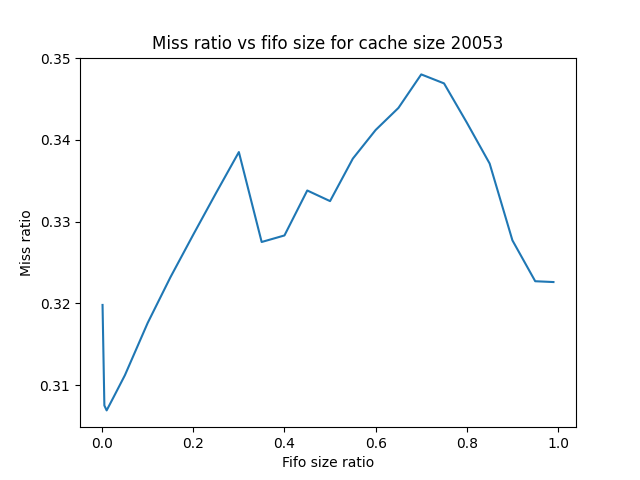 Miss ratio vs fifo size for cache size 20053
0.35
0.34
0.33
0.32
0.31
Miss ratio
0.0 0.2 0.4 0.6 0.8 1.0
Fifo size ratio